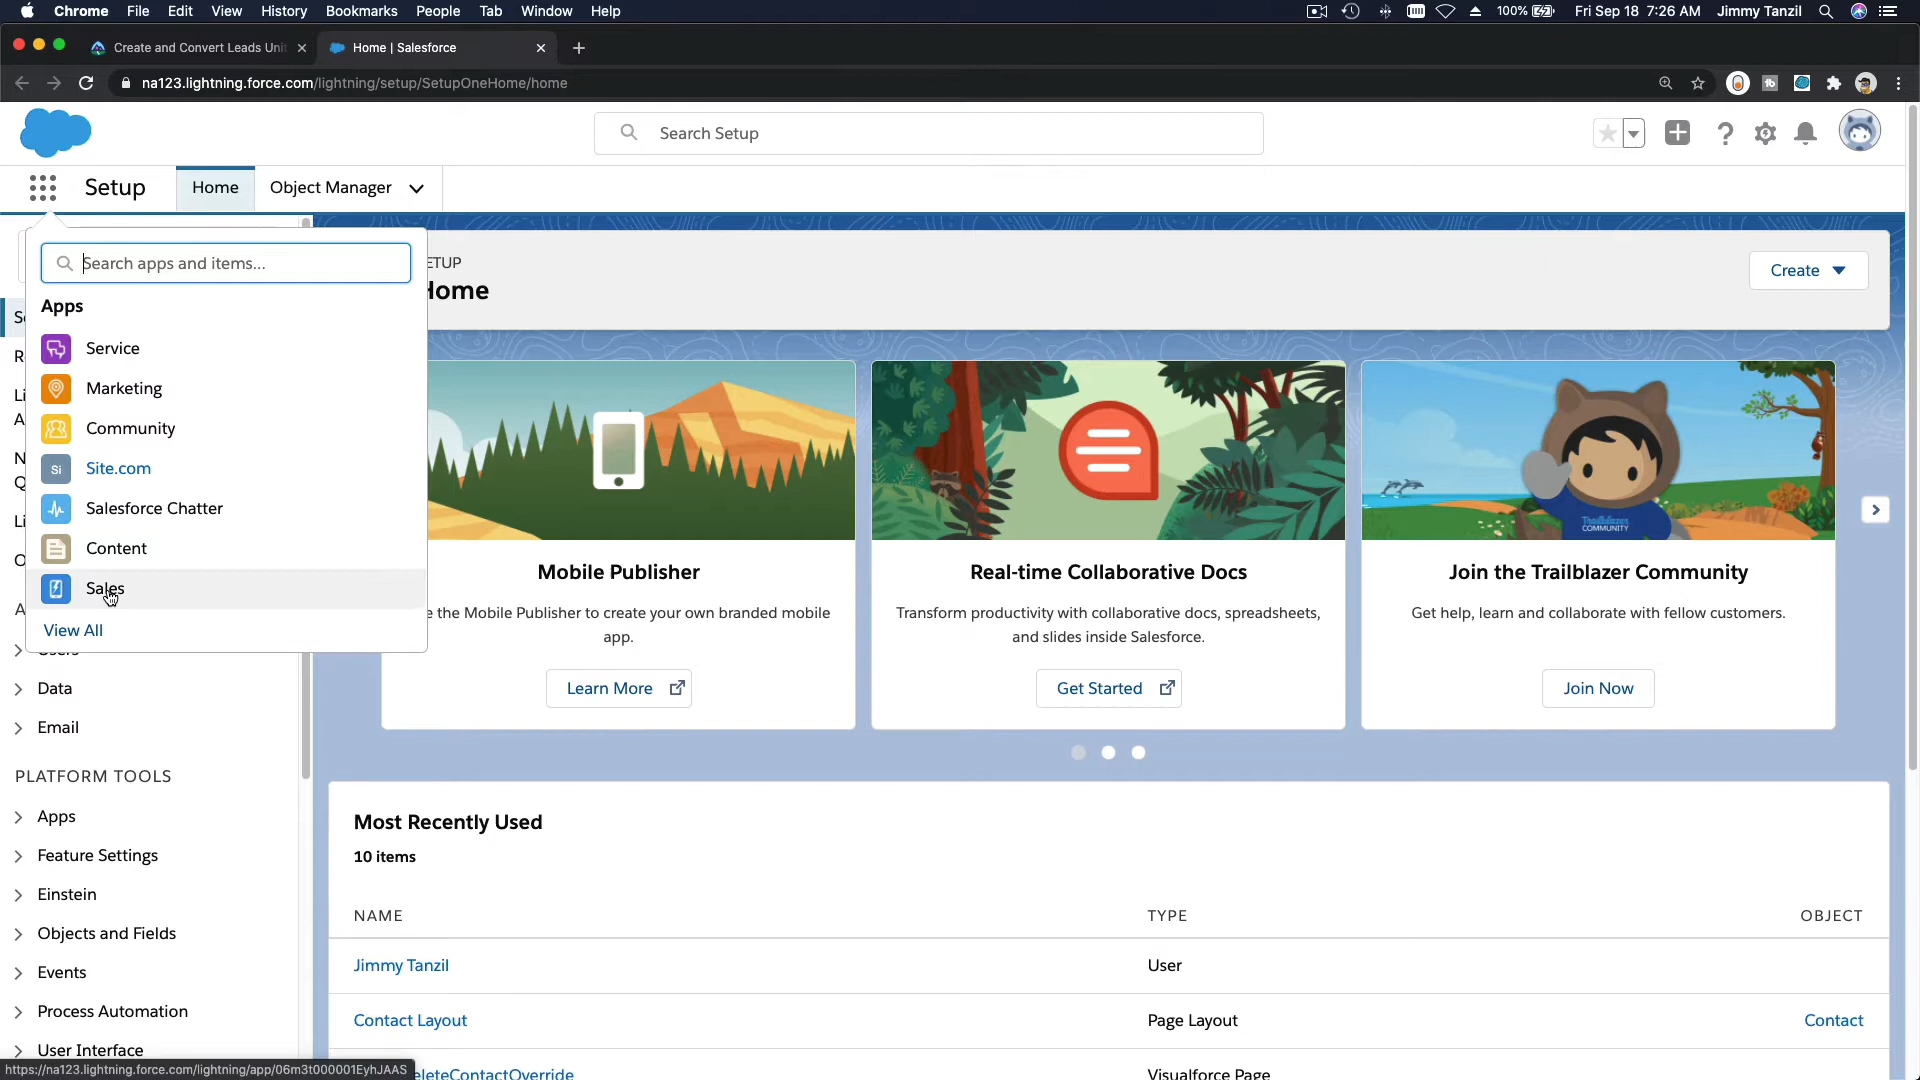 Chrome File Edit View History Bookmarks People Tab Window Help 100% Fri Sep 18 7:26 AM Jimmy Tanzil
Create and Convert Leads Unit
Home | Salesforce
na123.lightning.force.com/lightning/setup/SetupOneHome/home
Search Setup
Setup Home Object Manager
Search apps and items...
Apps
Service
Marketing
Community
Si Site.com
Salesforce Chatter
Content
Sales
View All
ETUP
Home
Create
Mobile Publisher
e the Mobile Publisher to create your own branded mobile
app.
Learn More
Real-time Collaborative Docs
Transform productivity with collaborative docs, spreadsheets,
and slides inside Salesforce.
Get Started
Trailblazer
COMMUNITY
Join the Trailblazer Community
Get help, learn and collaborate with fellow customers.
Join Now
Data
Email
PLATFORM TOOLS
Apps
Feature Settings
Einstein
Objects and Fields
Events
Process Automation
User Interface
Most Recently Used
10 items
NAME TYPE OBJECT
Jimmy Tanzil User
Contact Layout Page Layout Contact
eleteContactOverride Visualforce Page
https://na123.lightning.force.com/lightning/app/06m3t000001EyhJAAS